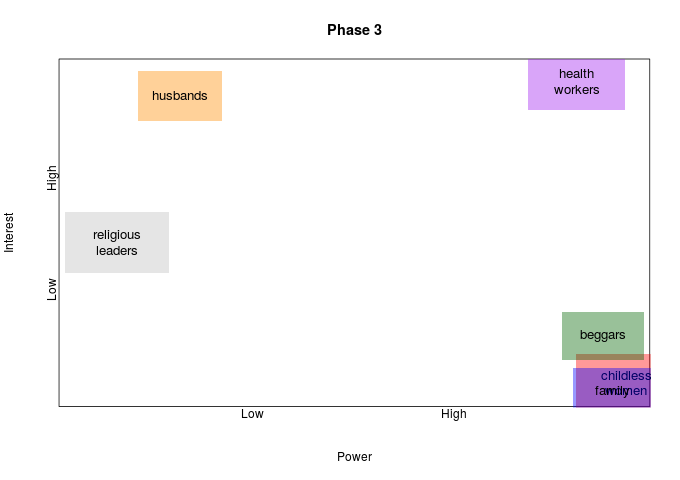 Phase 3
health
workers
husbands
High
religious
leaders
Interest
Low
beggars
childless
women
family
Low
High
Power